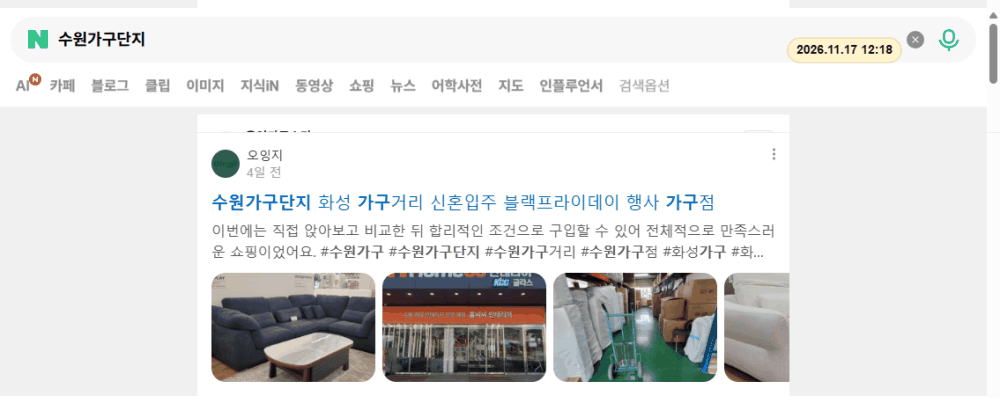 수원가구단지
2026.11.17 12:18
AI N 카페 블로그 클립 이미지 지식iN 동영상 쇼핑 뉴스 어학사전 지도 인플루언서 검색옵션
오잉지
4일 전
수원가구단지 화성 가구거리 신혼입주 블랙프라이데이 행사 가구점
이번에는 직접 앉아보고 비교한 뒤 합리적인 조건으로 구입할 수 있어 전체적으로 만족스러
운 쇼핑이었어요. #수원가구 #수원가구단지 #수원가구거리 #수원가구점 #화성가구 #화...
KCC 글라스